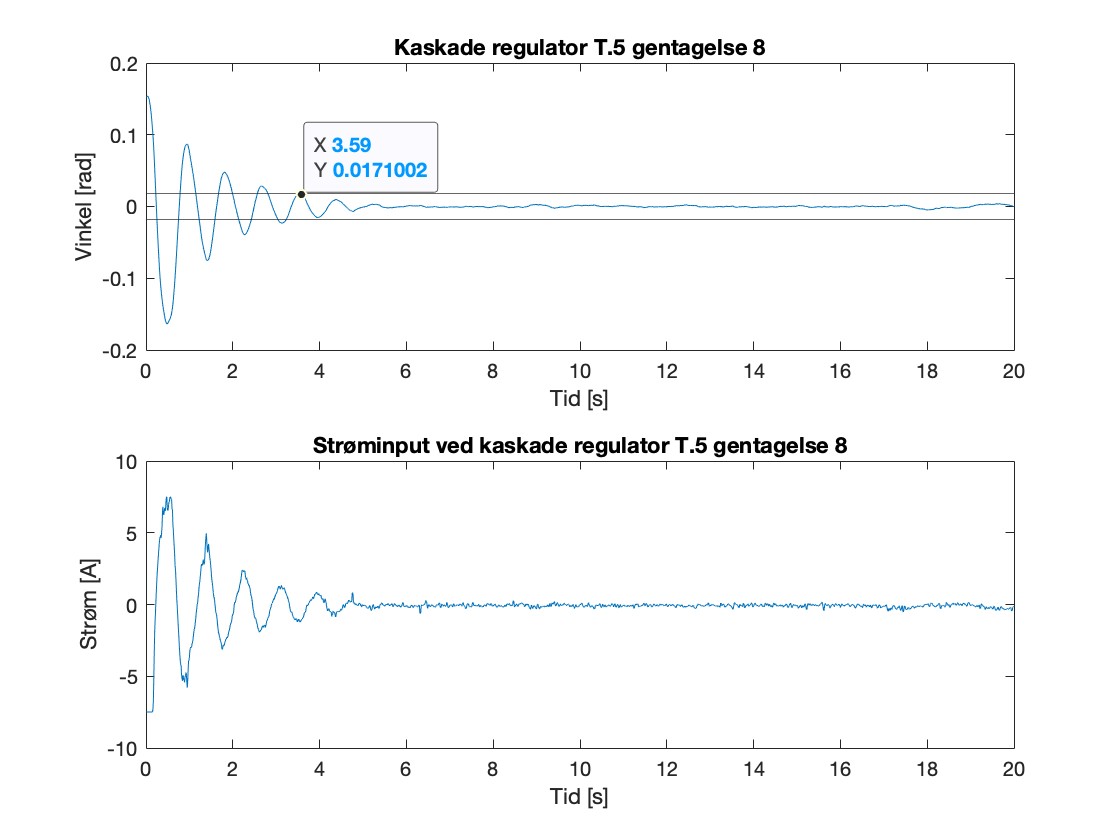 Kaskade regulator T.5 gentagelse 8
0.2
0.1
0
-0.1
-0.2
Vinkel [rad]
X 3.59
Y 0.0171002
0 2 4 6 8 10 12 14 16 18 20
Tid [s]
Strøminput ved kaskade regulator T.5 gentagelse 8
10
5
0
-5
-10
Strøm [A]
0 2 4 6 8 10 12 14 16 18 20
Tid [s]